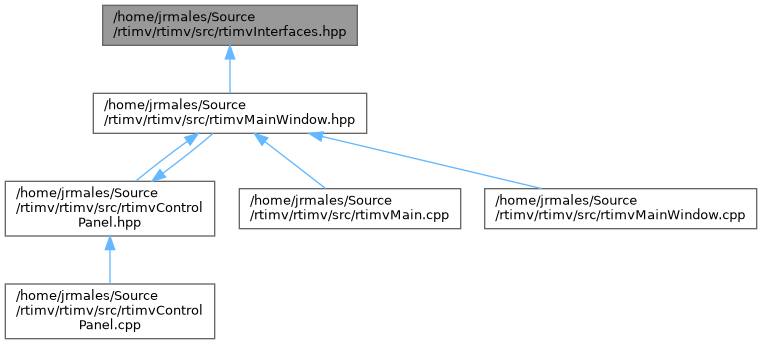 /home/jrmales/Source
/rtimv/rtimv/src/rtimvInterfaces.hpp
/home/jrmales/Source
/rtimv/rtimv/src/rtimvMainWindow.hpp
/home/jrmales/Source
/rtimv/rtimv/src/rtimvControl
Panel.hpp
/home/jrmales/Source
/rtimv/rtimv/src/rtimvMain.cpp
/home/jrmales/Source
/rtimv/rtimv/src/rtimvMainWindow.cpp
/home/jrmales/Source
/rtimv/rtimv/src/rtimvControl
Panel.cpp